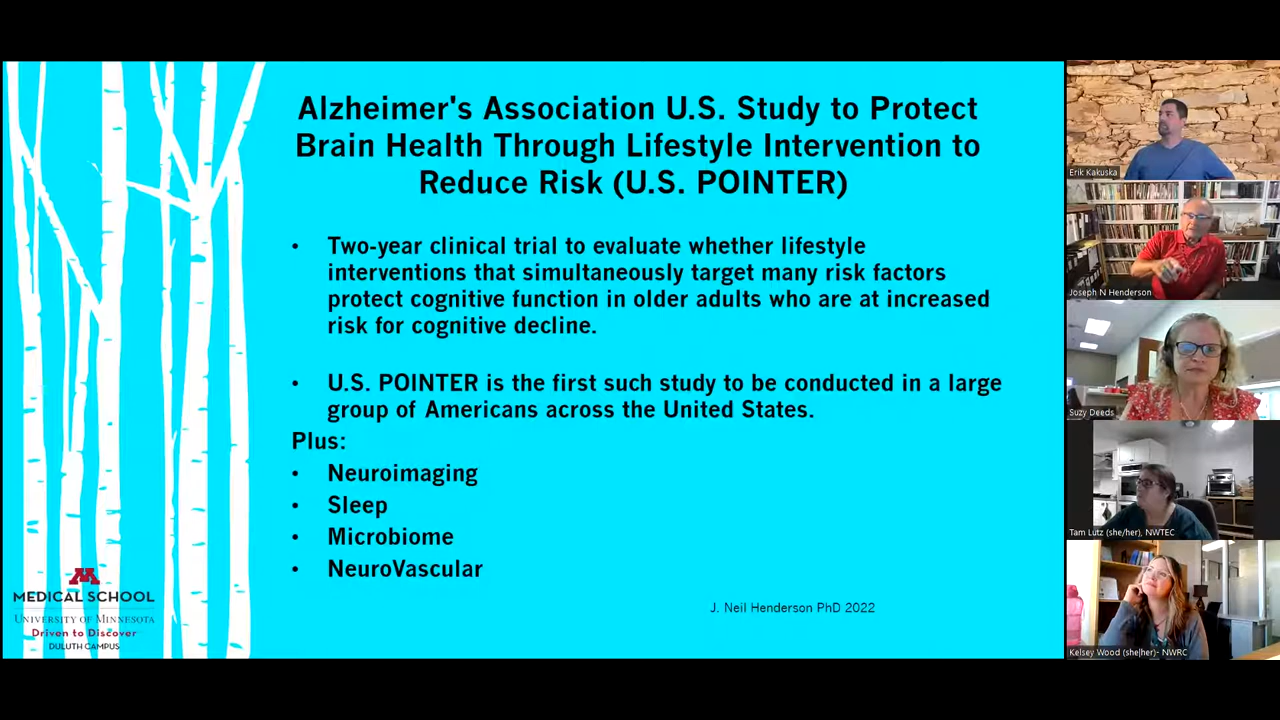 Alzheimer's Association U.S. Study to Protect
Brain Health Through Lifestyle Intervention to
Reduce Risk (U.S. POINTER)
• Two-year clinical trial to evaluate whether lifestyle
interventions that simultaneously target many risk factors
protect cognitive function in older adults who are at increased
risk for cognitive decline.
• U.S. POINTER is the first such study to be conducted in a large
group of Americans across the United States.
Plus:
• Neuroimaging
• Sleep
• Microbiome
• NeuroVascular
J. Neil Henderson PhD 2022
M
MEDICAL SCHOOL
UNIVERSITY OF MINNESOTA
Driven to Discover
DULUTH CAMPUS
Erik Kakuska
Joseph N Henderson
Suzy Deeds
Tam Lutz (she/her), NWTEC
Kelsey Wood (she|her)- NWRC